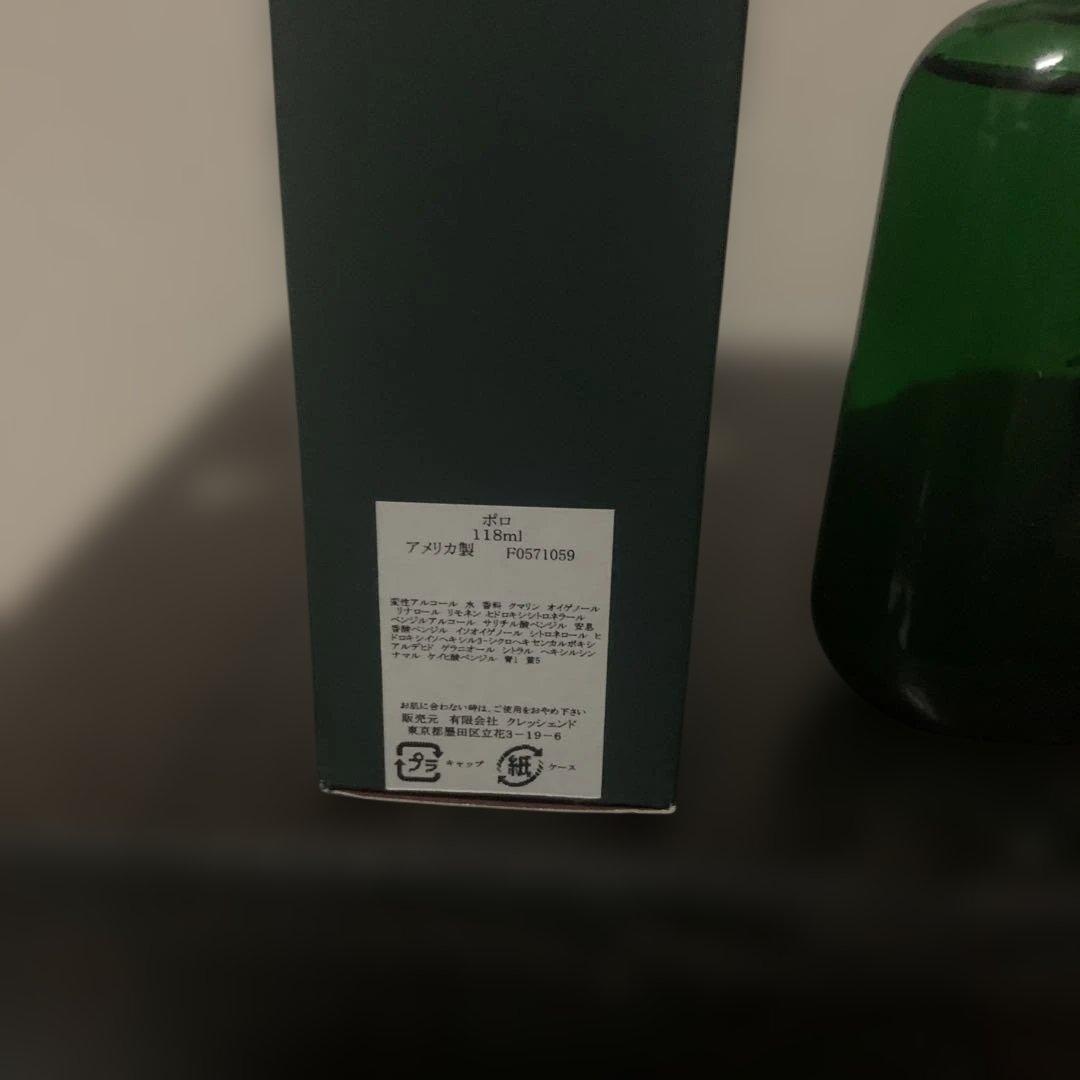 ポロ
118ml
アメリカ製 F0571059
変性アルコール 水 香料 クマリン オイゲノール
リナロール リモネン ヒドロキシシトロネラール
ベンジルアルコール サリチル酸ベンジル 安息
香酸ベンジル イソオイゲノール シトロネロール ヒ
ドロキシイソヘキシル3-シクロヘキセンカルボキシ
アルデヒド ゲラニオール シトラル ヘキシルシン
ナマル ケイヒ酸ベンジル 青1 黄5
お肌に合わない時は、ご使用をおやめ下さい
販売元 有限会社 クレッシェンド
東京都墨田区立花3-19-6
プラ キャップ 紙 ケース